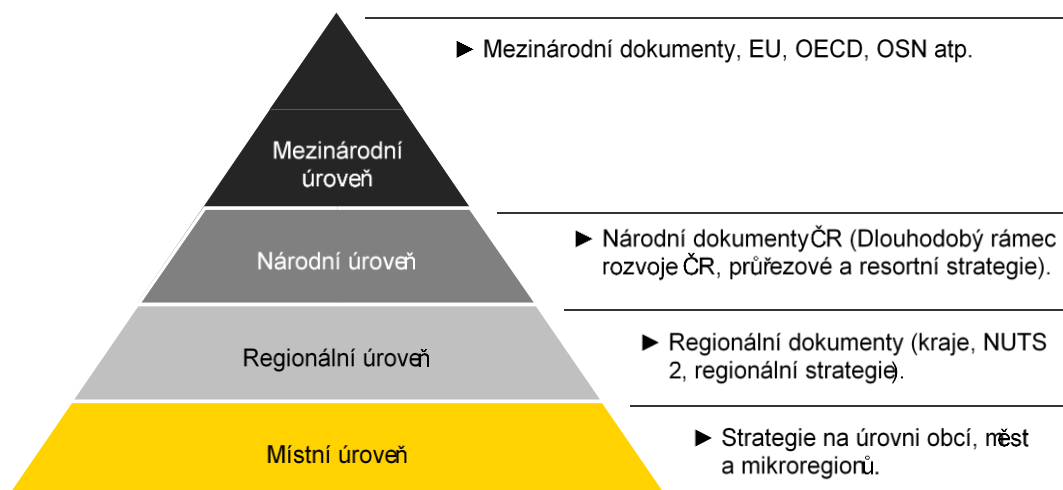 ► Mezinárodní dokumenty, EU, OECD, OSN atp.
Mezinárodní
úroveň
► Národní dokumenty ČR (Dlouhodobý rámec
rozvoje ČR, průřezové a resortní strategie).
Národní úroveň
► Regionální dokumenty (kraje, NUTS
2, regionální strategie).
Regionální úroveň
► Strategie na úrovni obcí, měst
a mikroregionů.
Místní úroveň